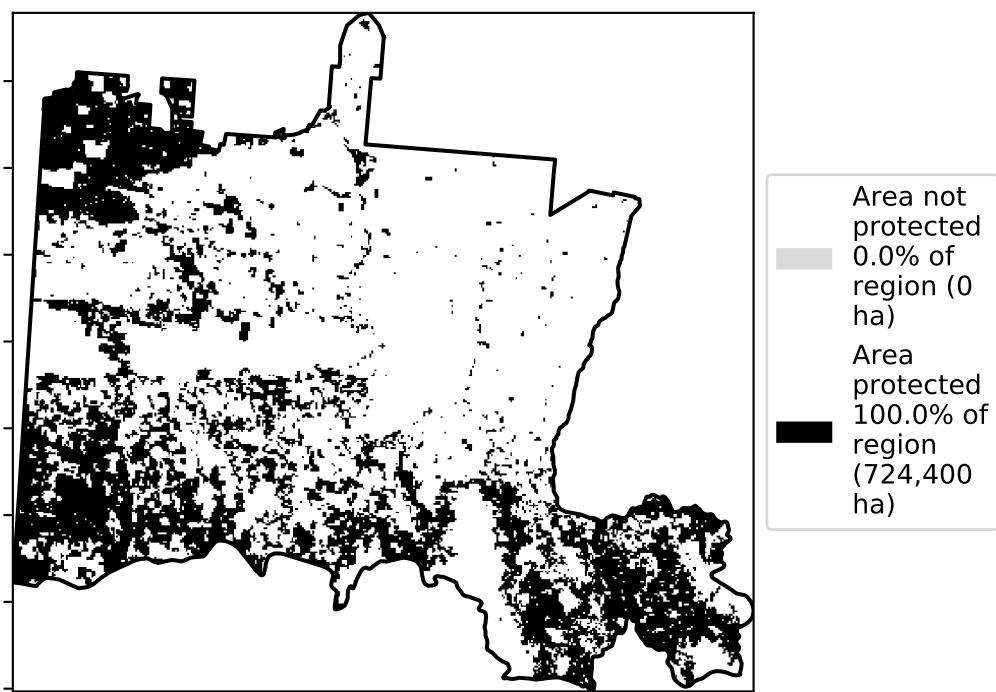 Area not
protected
0.0% of
region (0
ha)
Area
protected
100.0% of
region
(724,400
ha)